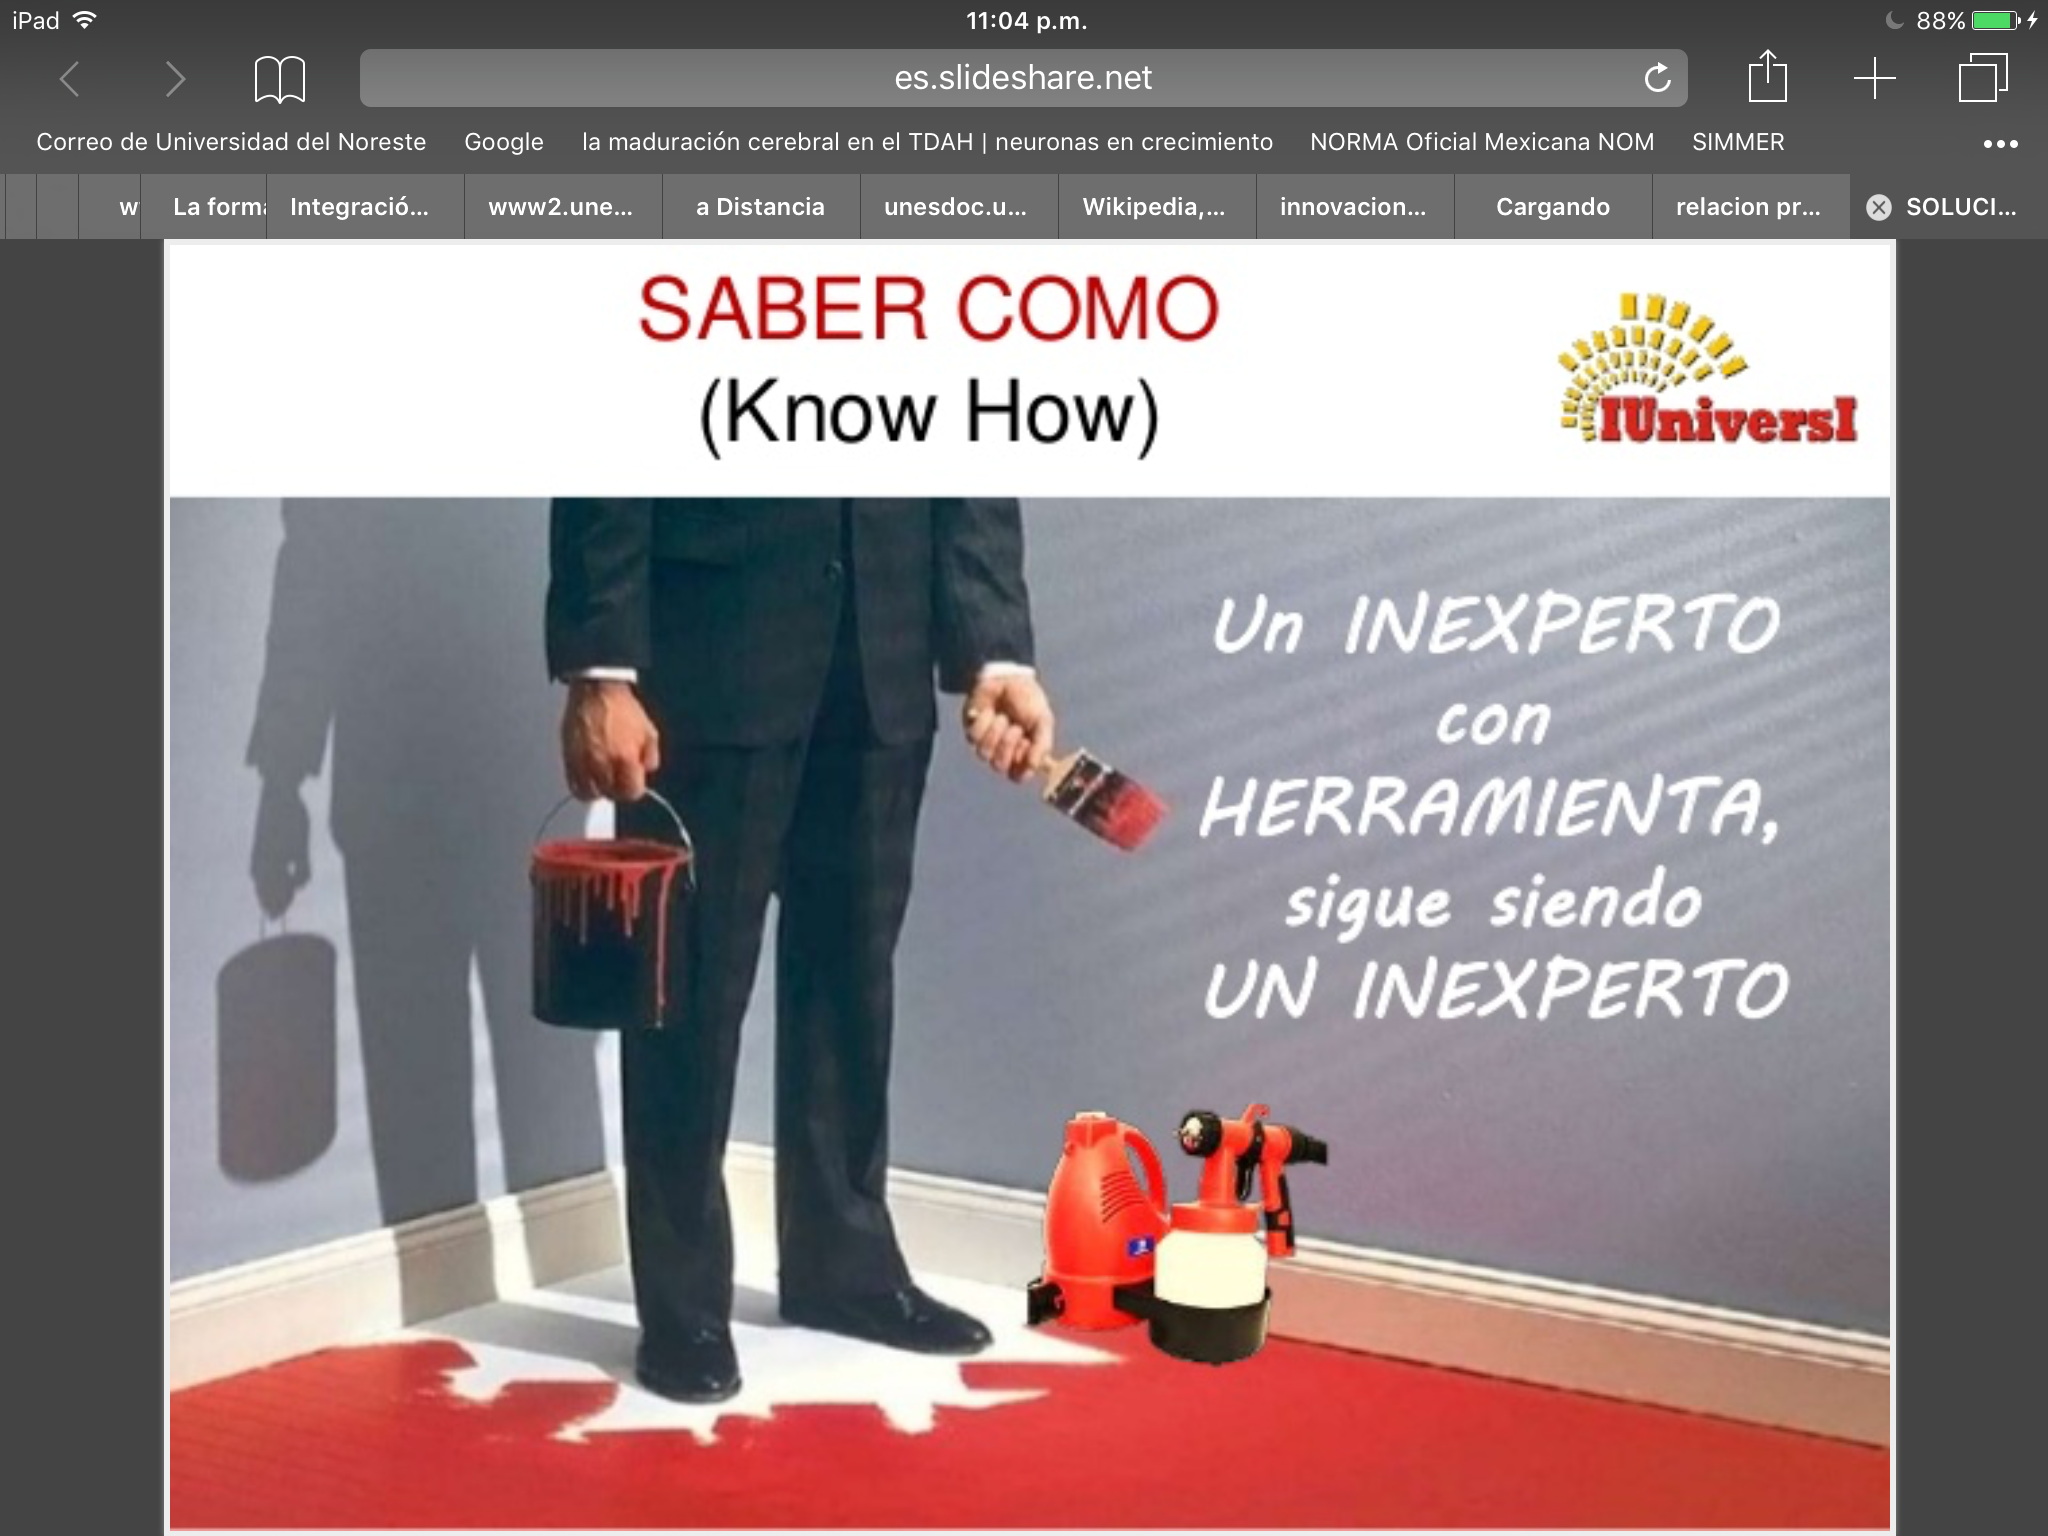 iPad
11:04 p.m.
88%
es.slideshare.net
Correo de Universidad del Noreste
Google
la maduración cerebral en el TDAH | neuronas en crecimiento
NORMA Oficial Mexicana NOM
SIMMER
w
La forma
Integració...
www2.une...
a Distancia
unesdoc.u...
Wikipedia,...
innovacion...
Cargando
relacion pr...
SOLUCI...
SABER COMO
(Know How)
IUniversI
Un INEXPERTO
con
HERRAMIENTA,
sigue siendo
UN INEXPERTO